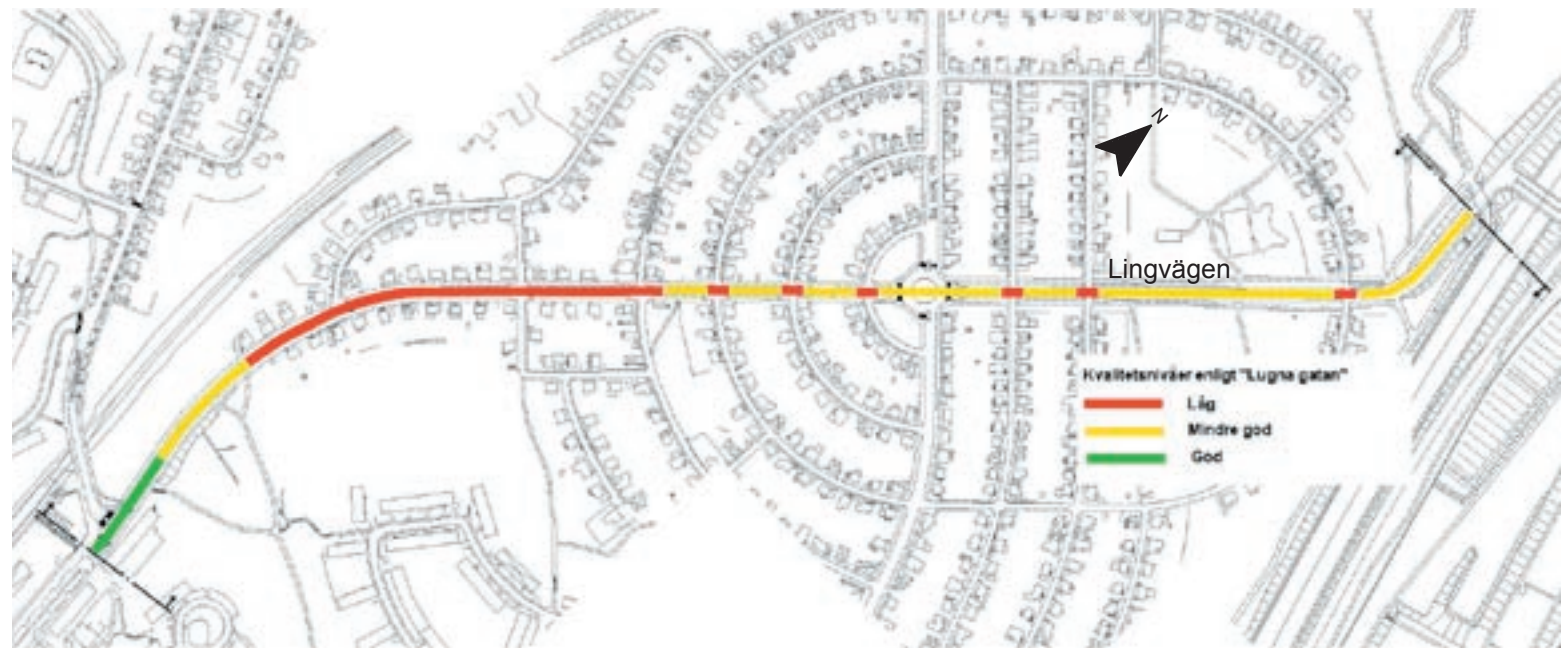 N
Lingvägen
Kvalitetsnivåer enligt "Lugna gatan"
Låg
Mindre god
God